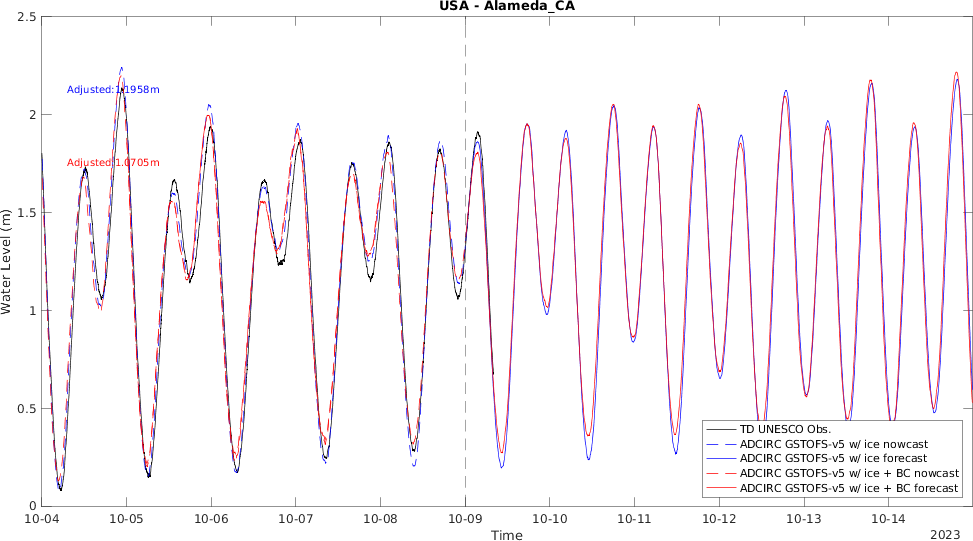 USA - Alameda_CA
2.5
2
1.5
1
0.5
0
Water Level (m)
Adjusted:1.1958m
Adjusted:1.0705m
TD UNESCO Obs.
ADCIRC GSTOFS-v5 w/ ice nowcast
ADCIRC GSTOFS-v5 w/ ice forecast
ADCIRC GSTOFS-v5 w/ ice + BC nowcast
ADCIRC GSTOFS-v5 w/ ice + BC forecast
10-04 10-05 10-06 10-07 10-08 10-09 10-10 10-11 10-12 10-13 10-14
Time
2023